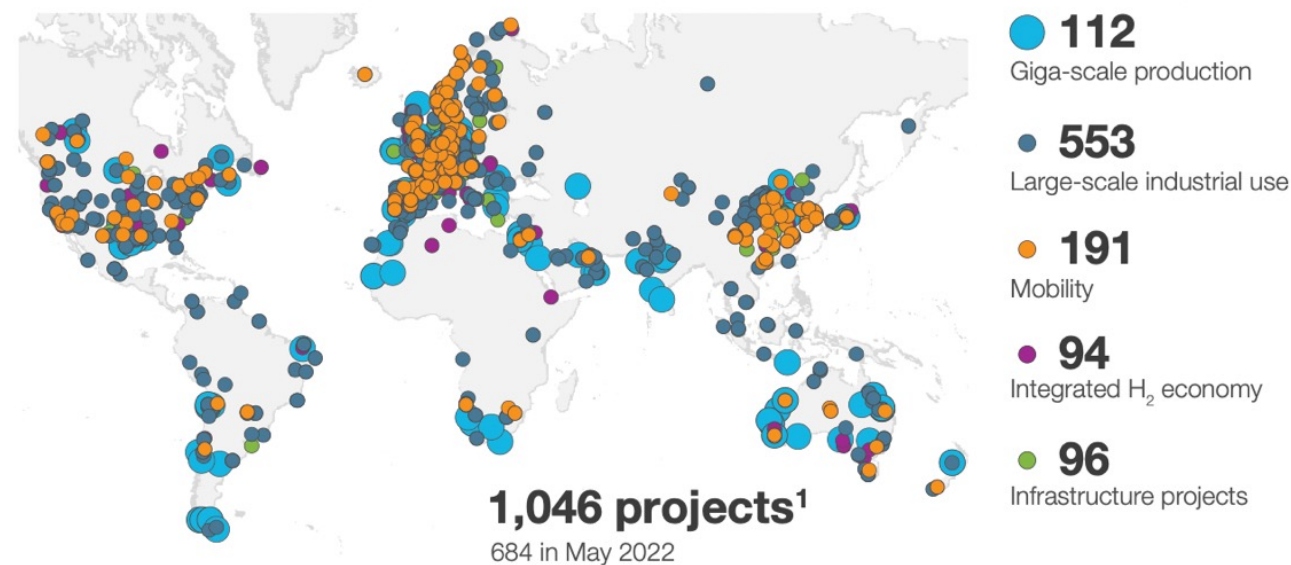 112
Giga-scale production
553
Large-scale industrial use
191
Mobility
94
Integrated H₂ economy
96
Infrastructure projects
1,046 projects¹
684 in May 2022